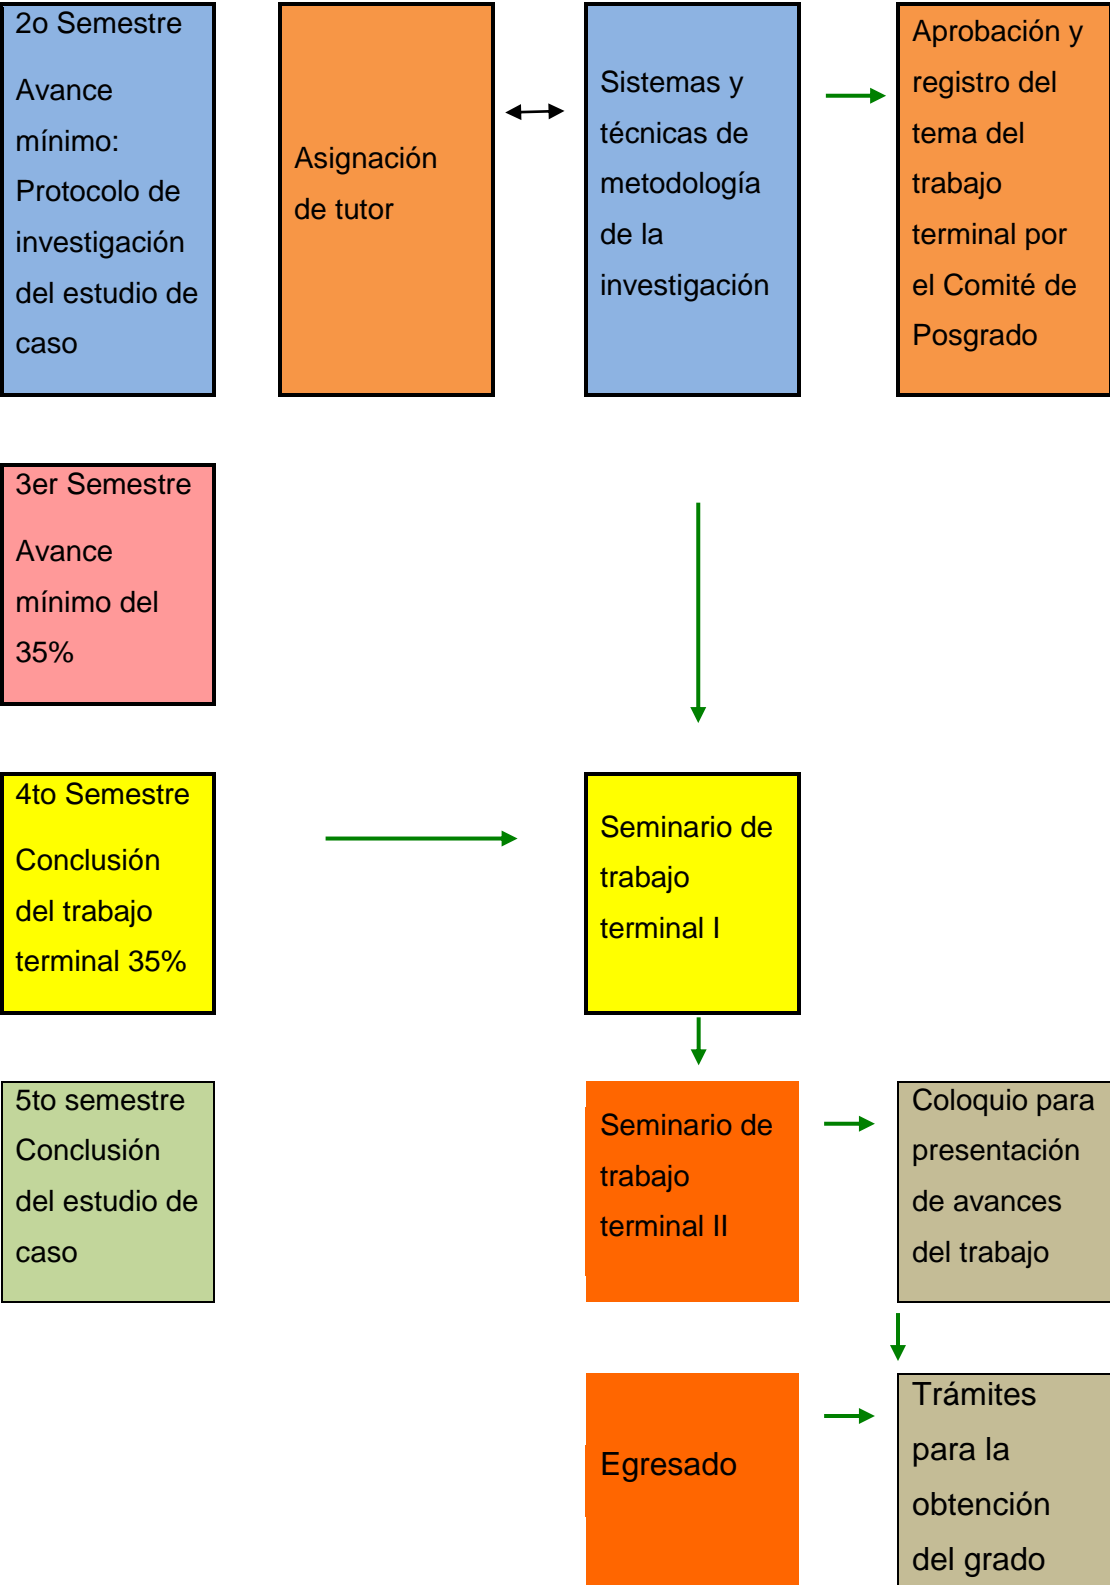 2o Semestre
Avance
mínimo:
Protocolo de
investigación
del estudio de
caso
Asignación
de tutor
Sistemas y
técnicas de
metodología
de la
investigación
Aprobación y
registro del
tema del
trabajo
terminal por
el Comité de
Posgrado
3er Semestre
Avance
mínimo del
35%
4to Semestre
Conclusión
del trabajo
terminal 35%
Seminario de
trabajo
terminal I
5to semestre
Conclusión
del estudio de
caso
Seminario de
trabajo
terminal II
Coloquio para
presentación
de avances
del trabajo
Egresado
Trámites
para la
obtención
del grado